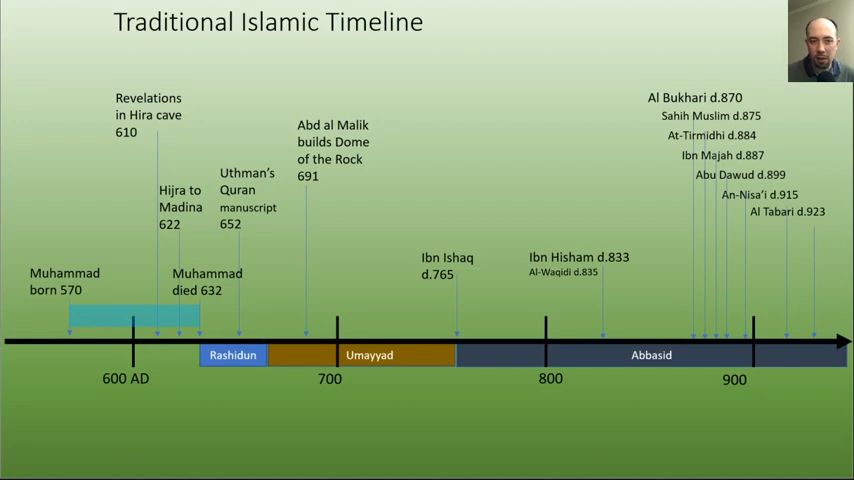 Traditional Islamic Timeline
Revelations
in Hira cave
610
Hijra to
Madina
622
Uthman's
Quran
manuscript
652
Abd al Malik
builds Dome
of the Rock
691
Muhammad
born 570
Muhammad
died 632
Ibn Ishaq
d.765
Ibn Hisham d.833
Al-Waqidi d.835
Al Bukhari d.870
Sahih Muslim d.875
At-Tirmidhi d.884
Ibn Majah d.887
Abu Dawud d.899
An-Nisa'i d.915
Al Tabari d.923
Rashidun
Umayyad
Abbasid
600 AD
700
800
900